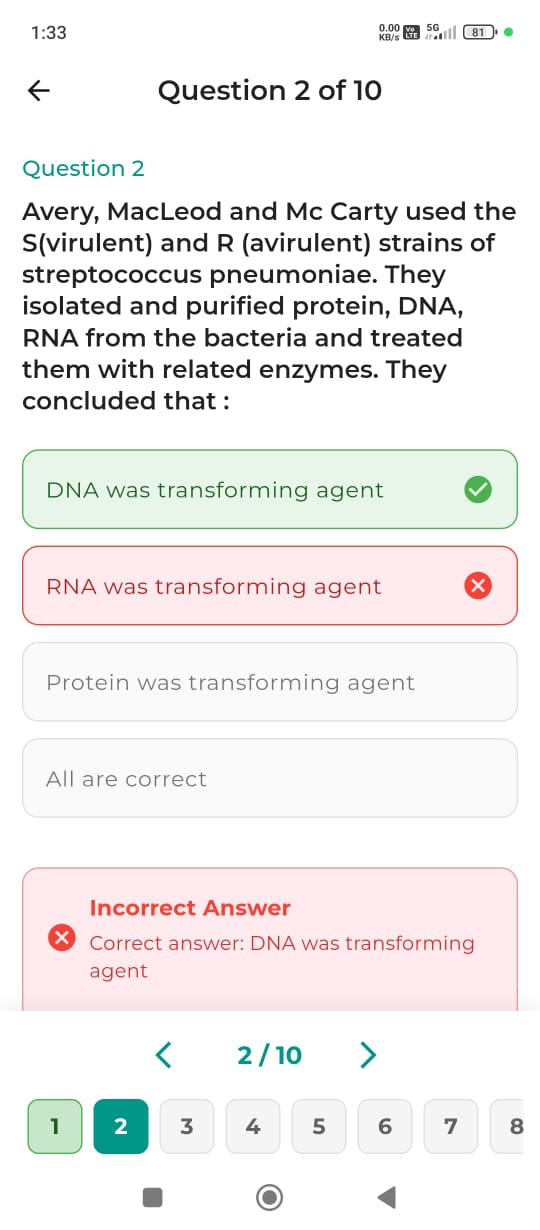 1:33
0.00 KB/s Vo LTE 5G 81
Question 2 of 10
Question 2
Avery, MacLeod and Mc Carty used the
S(virulent) and R (avirulent) strains of
streptococcus pneumoniae. They
isolated and purified protein, DNA,
RNA from the bacteria and treated
them with related enzymes. They
concluded that :
DNA was transforming agent
RNA was transforming agent
Protein was transforming agent
All are correct
Incorrect Answer
Correct answer: DNA was transforming
agent
2 / 10
1 2 3 4 5 6 7 8